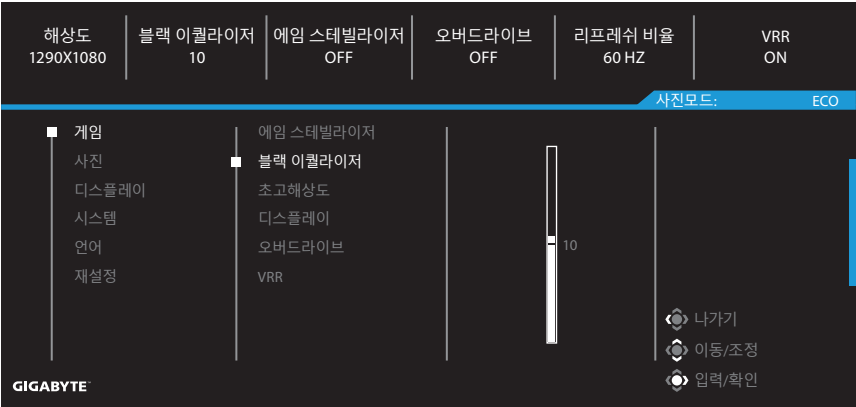 해상도
1290X1080
블랙 이퀄라이저
10
에임 스테빌라이저
OFF
오버드라이브
OFF
리프레쉬 비율
60 HZ
VRR
ON
사진모드: ECO
게임
사진
디스플레이
시스템
언어
재설정
에임 스테빌라이저
블랙 이퀄라이저
초고해상도
디스플레이
오버드라이브
VRR
10
나가기
이동/조정
입력/확인
GIGABYTE™